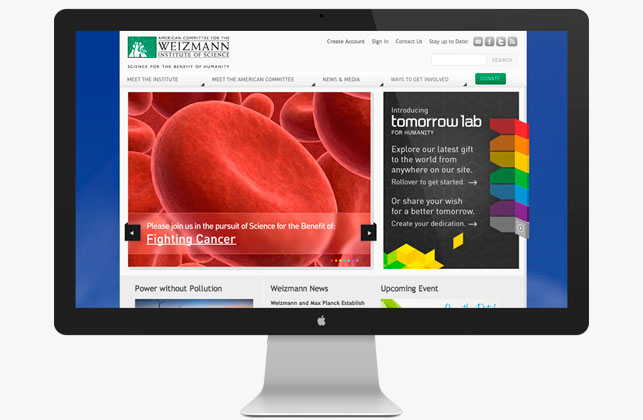 AMERICAN COMMITTEE FOR THE
WEIZMANN
INSTITUTE OF SCIENCE
SCIENCE FOR THE BENEFIT OF HUMANITY
Create Account Sign In Contact Us Stay up to Date:
SEARCH
MEET THE INSTITUTE MEET THE AMERICAN COMMITTEE NEWS & MEDIA WAYS TO GET INVOLVED DONATE
Please join us in the pursuit of Science for the Benefit of:
Fighting Cancer
Introducing
tomorrow lab
FOR HUMANITY
Explore our latest gift
to the world from
anywhere on our site.
Rollover to get started.
Or share your wish
for a better tomorrow.
Create your dedication.
Power without Pollution
Weizmann News
Weizmann and Max Planck Establish
Upcoming Event